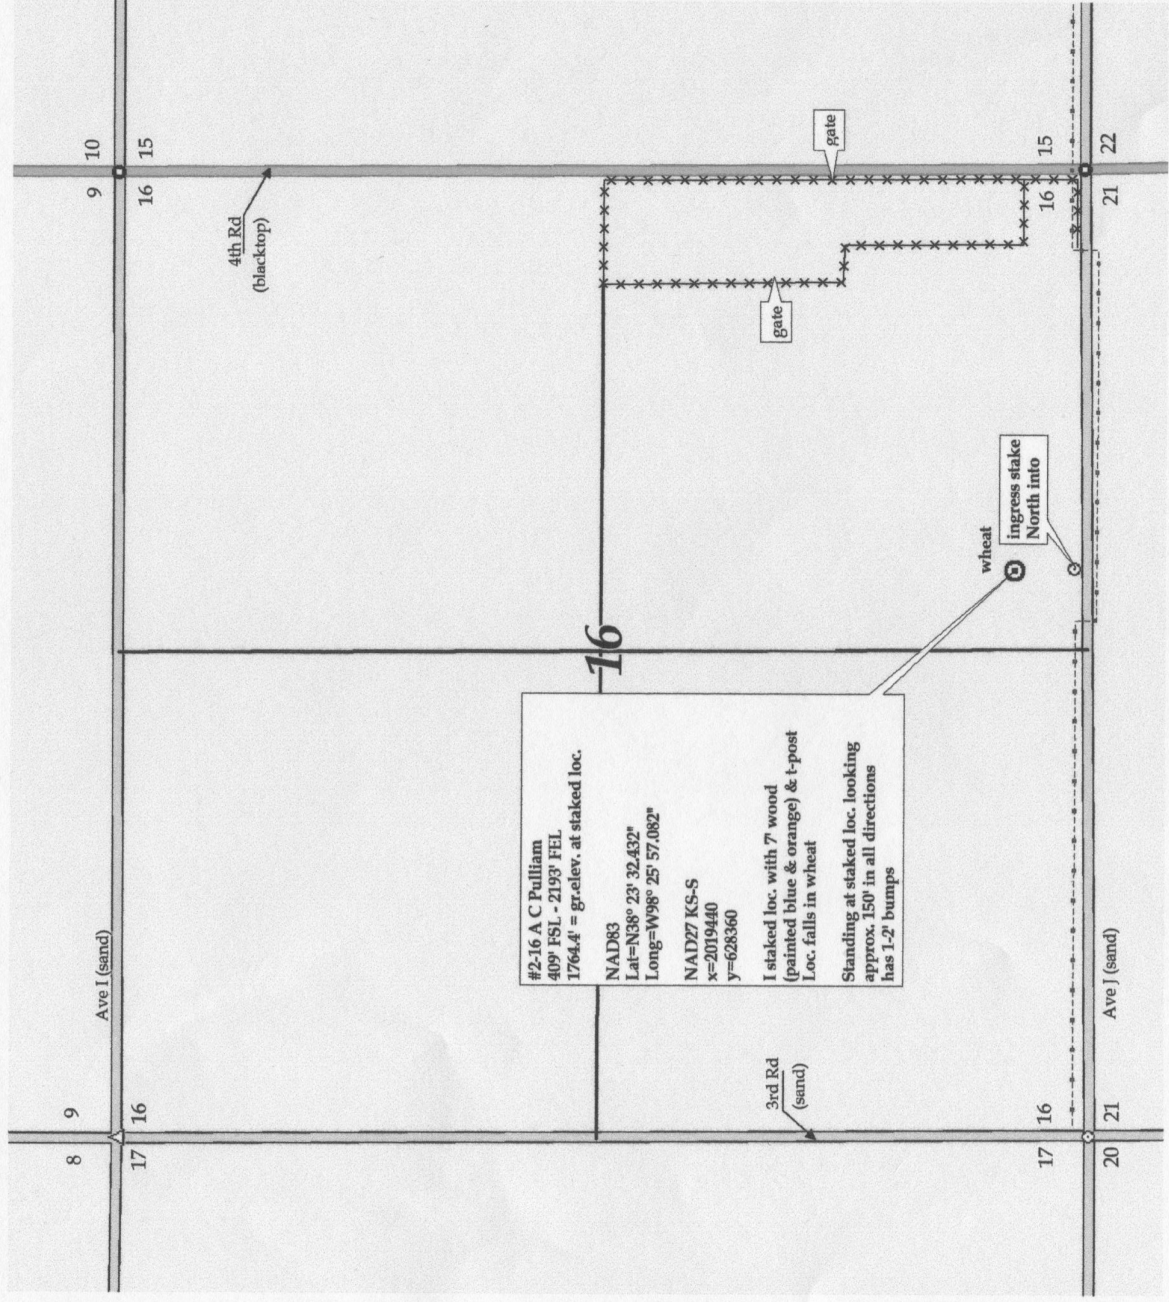 8
9
Ave I (sand)
9
10
17
16
16
15
4th Rd
(blacktop)
#2-16 A C Pulliam
409' FSL - 2193' FEL
1764.4' = gr.elev. at staked loc.
NAD83
Lat=N38° 23' 32.432"
Long=W98° 25' 57.082"
NAD27 KS-S
x=2019440
y=628360
I staked loc. with 7' wood
(painted blue & orange) & t-post
Loc. falls in wheat
Standing at staked loc. looking
approx. 150' in all directions
has 1-2' bumps
16
3rd Rd
(sand)
gate
gate
wheat
ingress stake
North into
17
16
16
15
20
21
Ave J (sand)
21
22